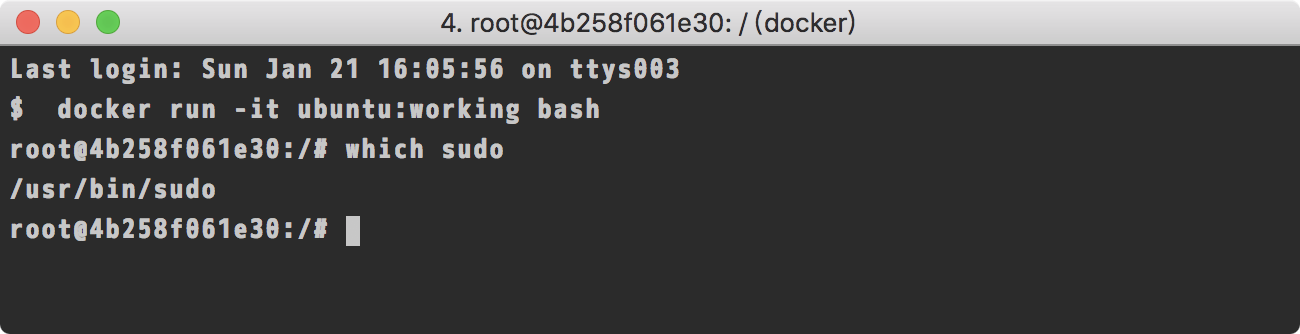 4. root@4b258f061e30: / (docker)
Last login: Sun Jan 21 16:05:56 on ttys003
$  docker run -it ubuntu:working bash
root@4b258f061e30:/# which sudo
/usr/bin/sudo
root@4b258f061e30:/#